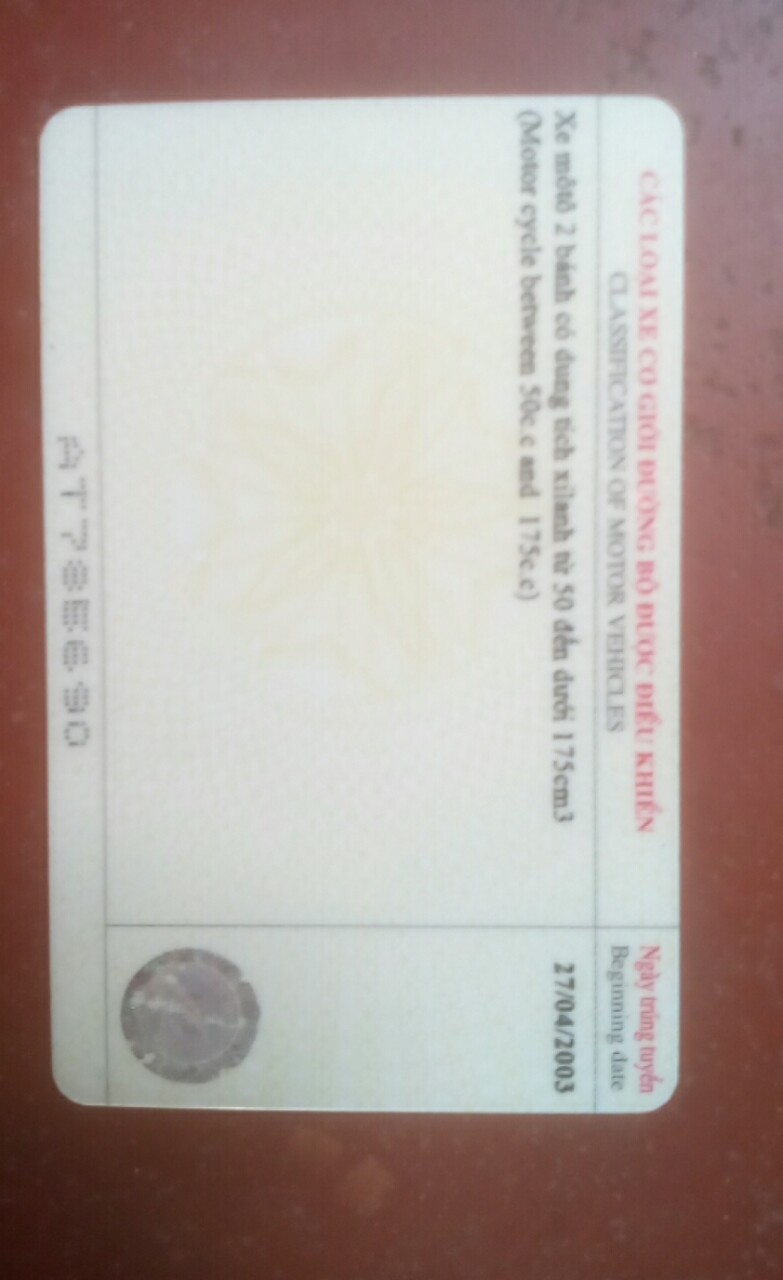 CÁC LOẠI XE CƠ GIỚI ĐƯỜNG BỘ ĐƯỢC ĐIỀU KHIỂN
CLASSIFICATION OF MOTOR VEHICLES
Ngày trúng tuyển
Beginning date
Xe môtô 2 bánh có dung tích xilanh từ 50 đến dưới 175cm3
(Motor cycle between 50c.c and 175c.c)
27/04/2003